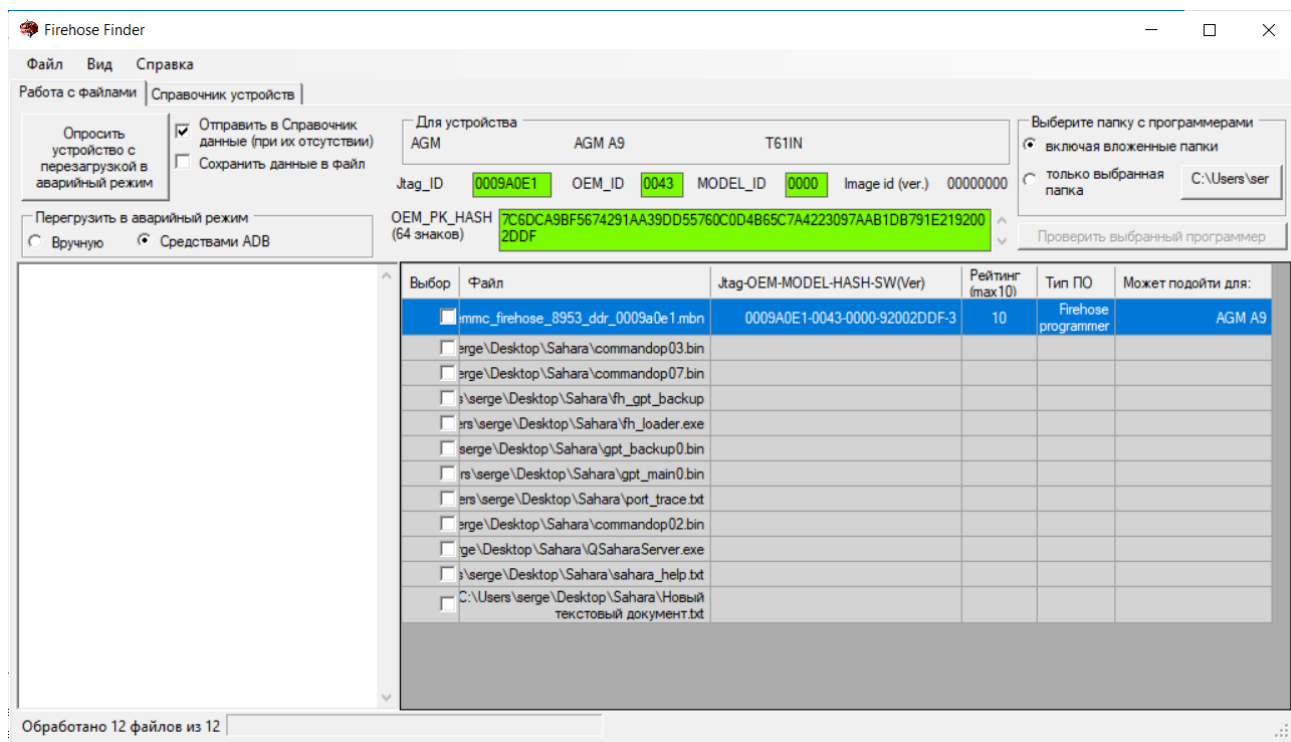 Firehose Finder
Файл Вид Справка
Работа с файлами Справочник устройств
Опросить
устройство с
перезагрузкой в
аварийный режим
Отправить в Справочник
данные (при их отсутствии)
Сохранить данные в файл
Перегрузить в аварийный режим
Вручную Средствами ADB
Для устройства
AGM AGM A9 T61IN
Jtag_ID 0009A0E1 OEM_ID 0043 MODEL_ID 0000 Image id (ver.) 00000000
OEM_PK_HASH
(64 знаков)
7C6DCA9BF5674291AA39DD55760C0D4B65C7A4223097AAB1DB791E219200
2DDF
Выберите папку с программерами
включая вложенные папки
только выбранная
папка
C:\Users\ser
Проверить выбранный программер
Выбор Файл Jtag-OEM-MODEL-HASH-SW(Ver) Рейтинг (max10) Тип ПО Может подойти для:
emmc_firehose_8953_ddr_0009a0e1.mbn 0009A0E1-0043-0000-92002DDF-3 10 Firehose programmer AGM A9
erge\Desktop\Sahara\commandop03.bin
erge\Desktop\Sahara\commandop07.bin
s\serge\Desktop\Sahara\fh_gpt_backup
ers\serge\Desktop\Sahara\fh_loader.exe
serge\Desktop\Sahara\gpt_backup0.bin
rs\serge\Desktop\Sahara\gpt_main0.bin
ers\serge\Desktop\Sahara\port_trace.txt
erge\Desktop\Sahara\commandop02.bin
ge\Desktop\Sahara\QSaharaServer.exe
s\serge\Desktop\Sahara\sahara_help.txt
C:\Users\serge\Desktop\Sahara\Новый
текстовый документ.txt
Обработано 12 файлов из 12